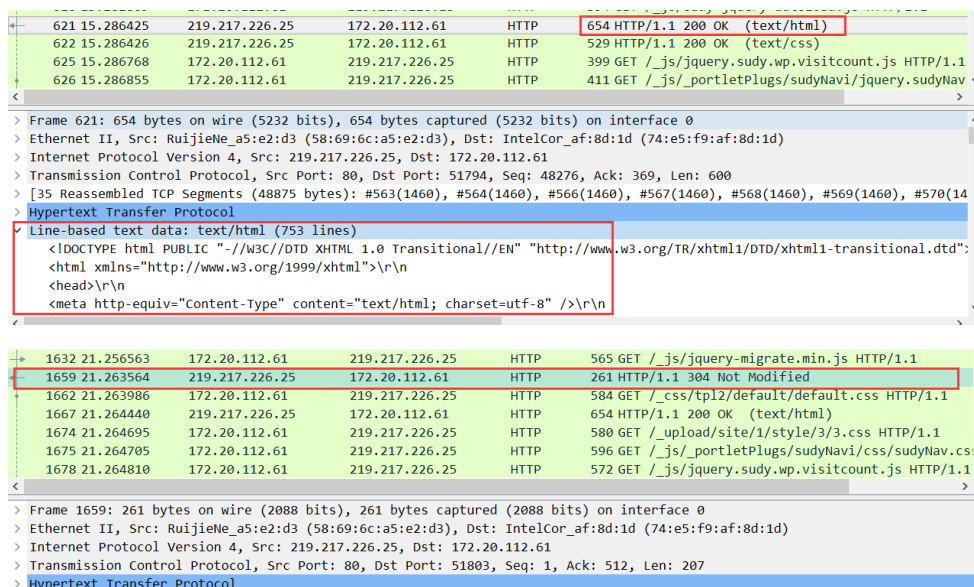 621 15.286425 219.217.226.25 172.20.112.61 HTTP 654 HTTP/1.1 200 OK (text/html)
622 15.286426 219.217.226.25 172.20.112.61 HTTP 529 HTTP/1.1 200 OK (text/css)
625 15.286768 172.20.112.61 219.217.226.25 HTTP 399 GET /_js/jquery.sudy.wp.visitcount.js HTTP/1.1
626 15.286855 172.20.112.61 219.217.226.25 HTTP 411 GET /_js/_portletPlugs/sudyNavi/jquery.sudyNav
Frame 621: 654 bytes on wire (5232 bits), 654 bytes captured (5232 bits) on interface 0
Ethernet II, Src: RuijieNe_a5:e2:d3 (58:69:6c:a5:e2:d3), Dst: IntelCor_af:8d:1d (74:e5:f9:af:8d:1d)
Internet Protocol Version 4, Src: 219.217.226.25, Dst: 172.20.112.61
Transmission Control Protocol, Src Port: 80, Dst Port: 51794, Seq: 48276, Ack: 369, Len: 600
[35 Reassembled TCP Segments (48875 bytes): #563(1460), #564(1460), #566(1460), #567(1460), #568(1460), #569(1460), #570(14
Hypertext Transfer Protocol
Line-based text data: text/html (753 lines)
<!DOCTYPE html PUBLIC "-//W3C//DTD XHTML 1.0 Transitional//EN" "http://www.w3.org/TR/xhtml1/DTD/xhtml1-transitional.dtd">
<html xmlns="http://www.w3.org/1999/xhtml">\r\n
<head>\r\n
<meta http-equiv="Content-Type" content="text/html; charset=utf-8" />\r\n
1632 21.256563 172.20.112.61 219.217.226.25 HTTP 565 GET /_js/jquery-migrate.min.js HTTP/1.1
1659 21.263564 219.217.226.25 172.20.112.61 HTTP 261 HTTP/1.1 304 Not Modified
1662 21.263986 172.20.112.61 219.217.226.25 HTTP 584 GET /_css/tpl2/default/default.css HTTP/1.1
1667 21.264440 219.217.226.25 172.20.112.61 HTTP 654 HTTP/1.1 200 OK (text/html)
1674 21.264695 172.20.112.61 219.217.226.25 HTTP 580 GET /_upload/site/1/style/3/3.css HTTP/1.1
1675 21.264705 172.20.112.61 219.217.226.25 HTTP 596 GET /_js/_portletPlugs/sudyNavi/css/sudyNav.cs
1678 21.264810 172.20.112.61 219.217.226.25 HTTP 572 GET /_js/jquery.sudy.wp.visitcount.js HTTP/1.1
Frame 1659: 261 bytes on wire (2088 bits), 261 bytes captured (2088 bits) on interface 0
Ethernet II, Src: RuijieNe_a5:e2:d3 (58:69:6c:a5:e2:d3), Dst: IntelCor_af:8d:1d (74:e5:f9:af:8d:1d)
Internet Protocol Version 4, Src: 219.217.226.25, Dst: 172.20.112.61
Transmission Control Protocol, Src Port: 80, Dst Port: 51803, Seq: 1, Ack: 512, Len: 207
Hypertext Transfer Protocol